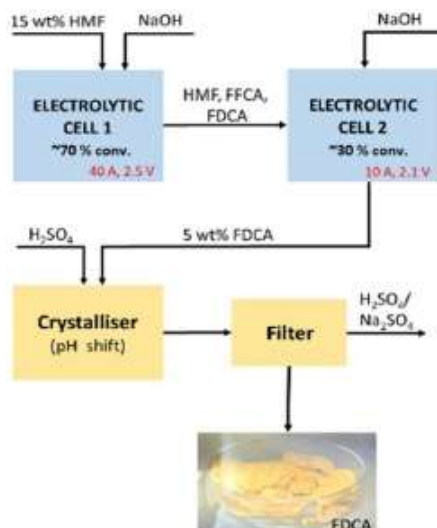 15 wt% HMF
NaOH
NaOH
ELECTROLYTIC
CELL 1
~70 % conv.
40 A, 2.5 V
HMF, FFCA,
FDCA
ELECTROLYTIC
CELL 2
~30 % conv.
10 A, 2.1 V
H₂SO₄
5 wt% FDCA
Crystalliser
(pH shift)
Filter
H₂SO₄/
Na₂SO₄
FDCA